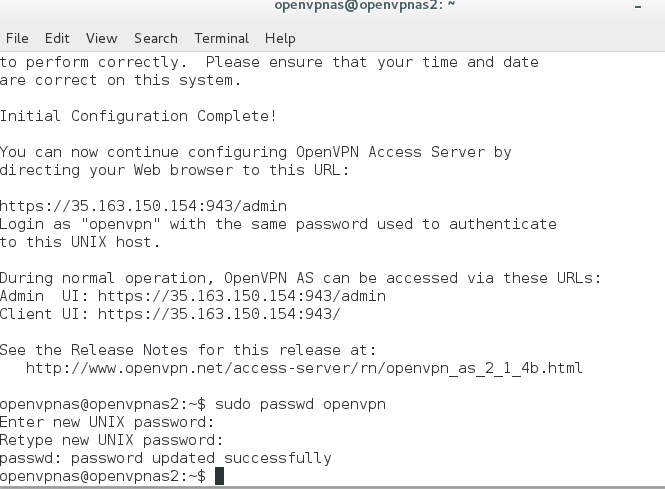 openvpnas@openvpnas2: ~
File Edit View Search Terminal Help
to perform correctly.  Please ensure that your time and date
are correct on this system.
Initial Configuration Complete!
You can now continue configuring OpenVPN Access Server by
directing your Web browser to this URL:
https://35.163.150.154:943/admin
Login as "openvpn" with the same password used to authenticate
to this UNIX host.
During normal operation, OpenVPN AS can be accessed via these URLs:
Admin  UI: https://35.163.150.154:943/admin
Client UI: https://35.163.150.154:943/
See the Release Notes for this release at:
   http://www.openvpn.net/access-server/rn/openvpn_as_2_1_4b.html
openvpnas@openvpnas2:~$ sudo passwd openvpn
Enter new UNIX password:
Retype new UNIX password:
passwd: password updated successfully
openvpnas@openvpnas2:~$